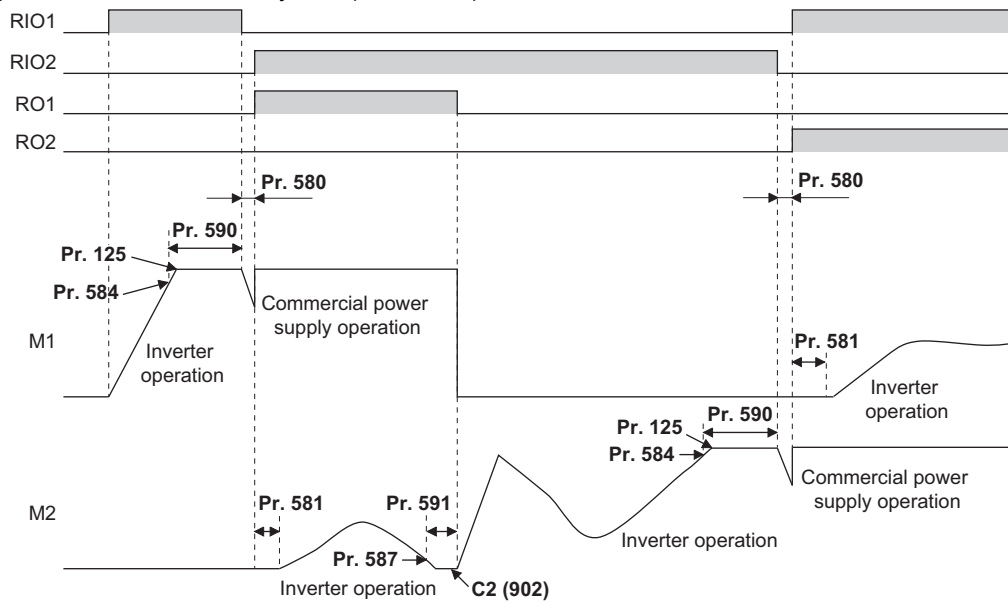 RIO1
RIO2
RO1
RO2
Pr. 580
Pr. 580
Pr. 590
Pr. 125
Pr. 584
Commercial power
supply operation
M1
Inverter
operation
Pr. 581
Inverter
operation
Pr. 590
Pr. 125
Pr. 584
Commercial power
supply operation
M2
Pr. 581
Pr. 591
Pr. 587
Inverter operation
Inverter operation
C2 (902)